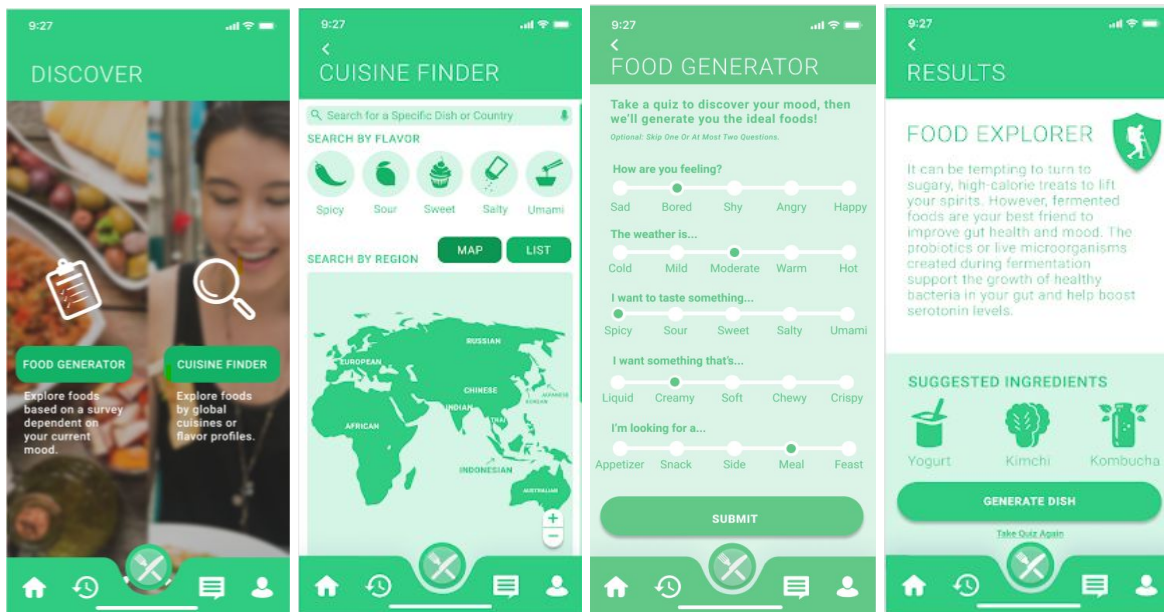 9:27
DISCOVER
FOOD GENERATOR
Explore foods
based on a survey
dependent on
your current
mood.
CUISINE FINDER
Explore foods
by global
cuisines or
flavor profiles.
9:27
CUISINE FINDER
Search for a Specific Dish or Country
SEARCH BY FLAVOR
Spicy Sour Sweet Salty Umami
SEARCH BY REGION MAP LIST
RUSSIAN
EUROPEAN
CHINESE
JAPANESE
KOREAN
INDIAN
THAI
AFRICAN
INDONESIAN
AUSTRALIAN
+
−
9:27
FOOD GENERATOR
Take a quiz to discover your mood, then
we'll generate you the ideal foods!
Optional: Skip One Or At Most Two Questions.
How are you feeling?
Sad Bored Shy Angry Happy
The weather is...
Cold Mild Moderate Warm Hot
I want to taste something...
Spicy Sour Sweet Salty Umami
I want something that's...
Liquid Creamy Soft Chewy Crispy
I'm looking for a...
Appetizer Snack Side Meal Feast
SUBMIT
9:27
RESULTS
FOOD EXPLORER
It can be tempting to turn to
sugary, high-calorie treats to lift
your spirits. However, fermented
foods are your best friend to
improve gut health and mood. The
probiotics or live microorganisms
created during fermentation
support the growth of healthy
bacteria in your gut and help boost
serotonin levels.
SUGGESTED INGREDIENTS
Yogurt Kimchi Kombucha
GENERATE DISH
Take Quiz Again